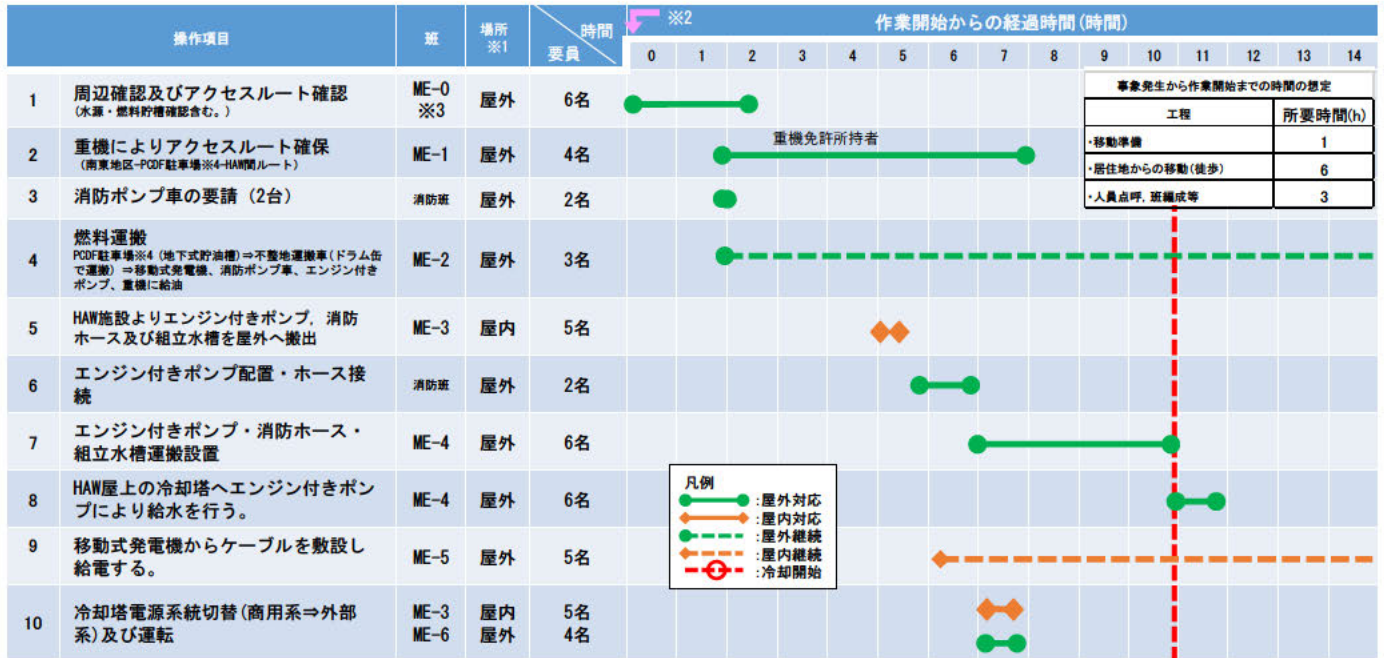 操作項目
班
場所
※1
時間
要員
※2
作業開始からの経過時間(時間)
0 1 2 3 4 5 6 7 8 9 10 11 12 13 14
事象発生から作業開始までの時間の想定
工程 所要時間(h)
・移動準備 1
・居住地からの移動(徒歩) 6
・人員点呼，班編成等 3
1
周辺確認及びアクセスルート確認
(水源・燃料貯槽確認含む。)
ME-0
※3
屋外
6名
2
重機によりアクセスルート確保
(南東地区-PCDF駐車場※4-HAW間ルート)
ME-1
屋外
4名
重機免許所持者
3
消防ポンプ車の要請（2台）
消防班
屋外
2名
4
燃料運搬
PCDF駐車場※4（地下式貯油槽）⇒不整地運搬車(ドラム缶
で運搬）⇒移動式発電機、消防ポンプ車、エンジン付き
ポンプ、重機に給油
ME-2
屋外
3名
5
HAW施設よりエンジン付きポンプ，消防
ホース及び組立水槽を屋外へ搬出
ME-3
屋内
5名
6
エンジン付きポンプ配置・ホース接
続
消防班
屋外
2名
7
エンジン付きポンプ・消防ホース・
組立水槽運搬設置
ME-4
屋外
6名
8
HAW屋上の冷却塔へエンジン付きポン
プにより給水を行う。
ME-4
屋外
6名
9
移動式発電機からケーブルを敷設し
給電する。
ME-5
屋外
5名
10
冷却塔電源系統切替(商用系⇒外部
系)及び運転
ME-3
ME-6
屋内
屋外
5名
4名
凡例
:屋外対応
:屋内対応
:屋外継続
:屋内継続
:冷却開始